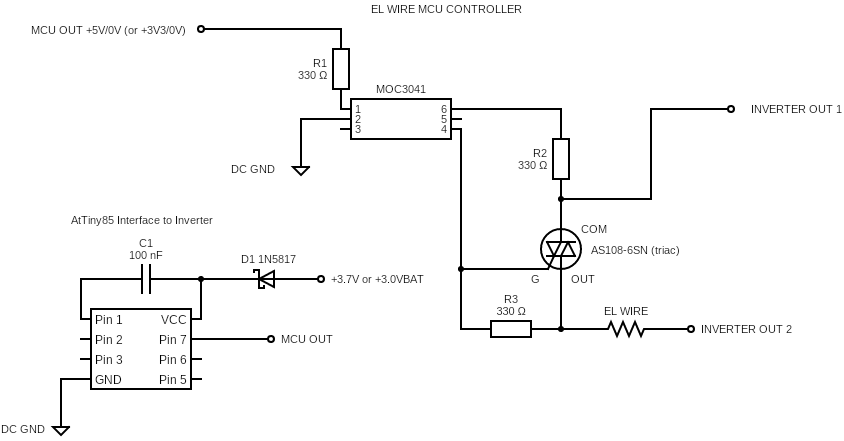 EL WIRE MCU CONTROLLER
MCU OUT +5V/0V (or +3V3/0V)
R1
330 Ω
MOC3041
1
2
3
6
5
4
INVERTER OUT 1
R2
330 Ω
DC GND
COM
AS108-6SN (triac)
G
OUT
R3
330 Ω
EL WIRE
INVERTER OUT 2
AtTiny85 Interface to Inverter
C1
100 nF
D1 1N5817
+3.7V or +3.0VBAT
Pin 1
VCC
Pin 2
Pin 7
MCU OUT
Pin 3
Pin 6
GND
Pin 5
DC GND